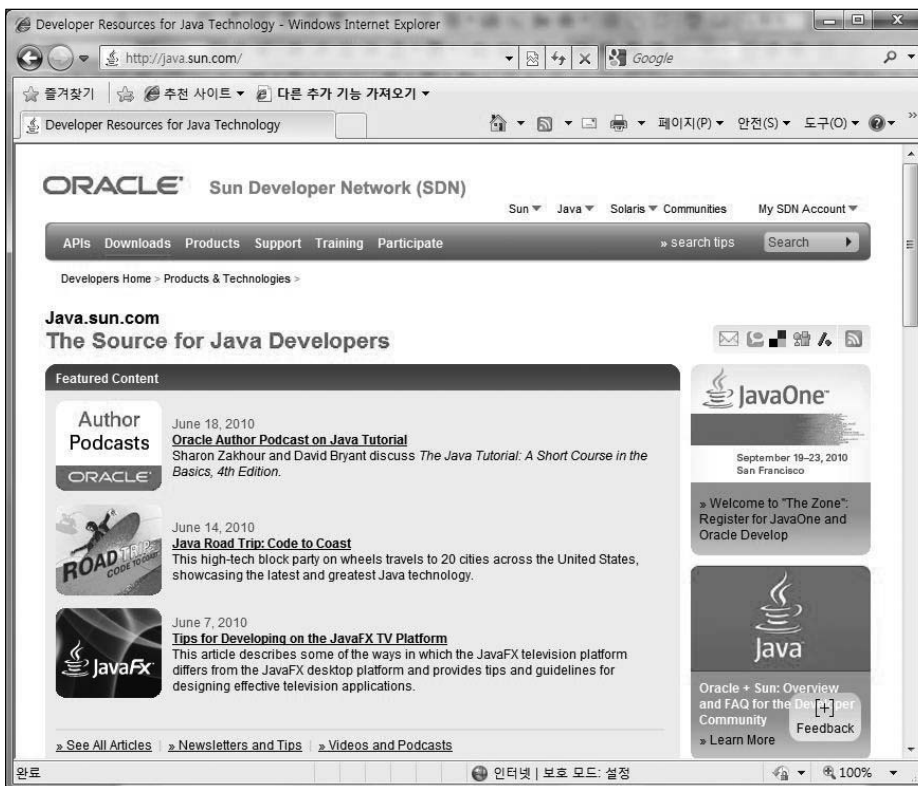 Developer Resources for Java Technology - Windows Internet Explorer
http://java.sun.com/
Google
즐겨찾기
추천 사이트
다른 추가 기능 가져오기
Developer Resources for Java Technology
페이지(P)
안전(S)
도구(O)
ORACLE Sun Developer Network (SDN)
Sun Java Solaris Communities My SDN Account
APIs Downloads Products Support Training Participate
» search tips
Search
Developers Home > Products & Technologies >
Java.sun.com
The Source for Java Developers
Featured Content
Author
Podcasts
ORACLE
June 18, 2010
Oracle Author Podcast on Java Tutorial
Sharon Zakhour and David Bryant discuss The Java Tutorial: A Short Course in the
Basics, 4th Edition.
ROAD TRIP
CODE TO COAST
June 14, 2010
Java Road Trip: Code to Coast
This high-tech block party on wheels travels to 20 cities across the United States,
showcasing the latest and greatest Java technology.
JavaFX
June 7, 2010
Tips for Developing on the JavaFX TV Platform
This article describes some of the ways in which the JavaFX television platform
differs from the JavaFX desktop platform and provides tips and guidelines for
designing effective television applications.
» See All Articles | » Newsletters and Tips | » Videos and Podcasts
JavaOne
September 19–23, 2010
San Francisco
» Welcome to "The Zone":
Register for JavaOne and
Oracle Develop
Java
Oracle + Sun: Overview
and FAQ for the Developer
Community
» Learn More
[+]
Feedback
완료
인터넷 | 보호 모드: 설정
100%